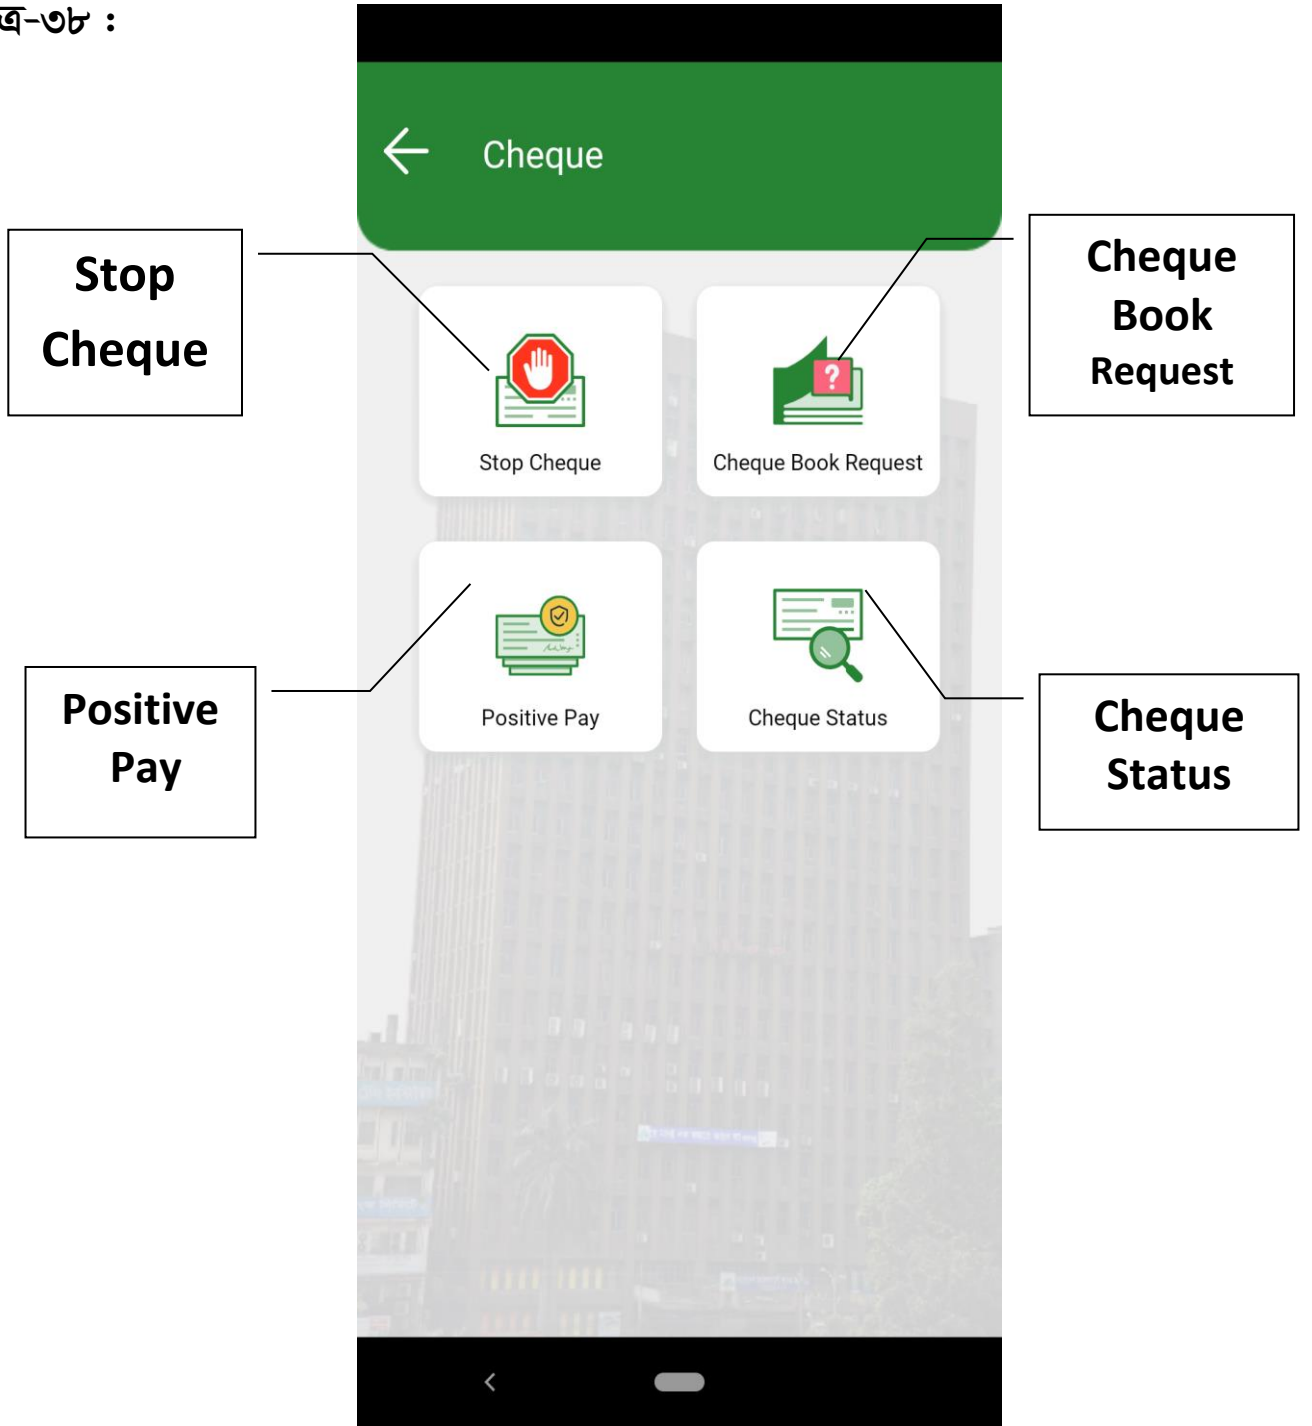 ত্র-৩৮ :
Cheque
Stop
Cheque
Cheque
Book
Request
Stop Cheque
Cheque Book Request
Positive
Pay
Positive Pay
Cheque Status
Cheque
Status